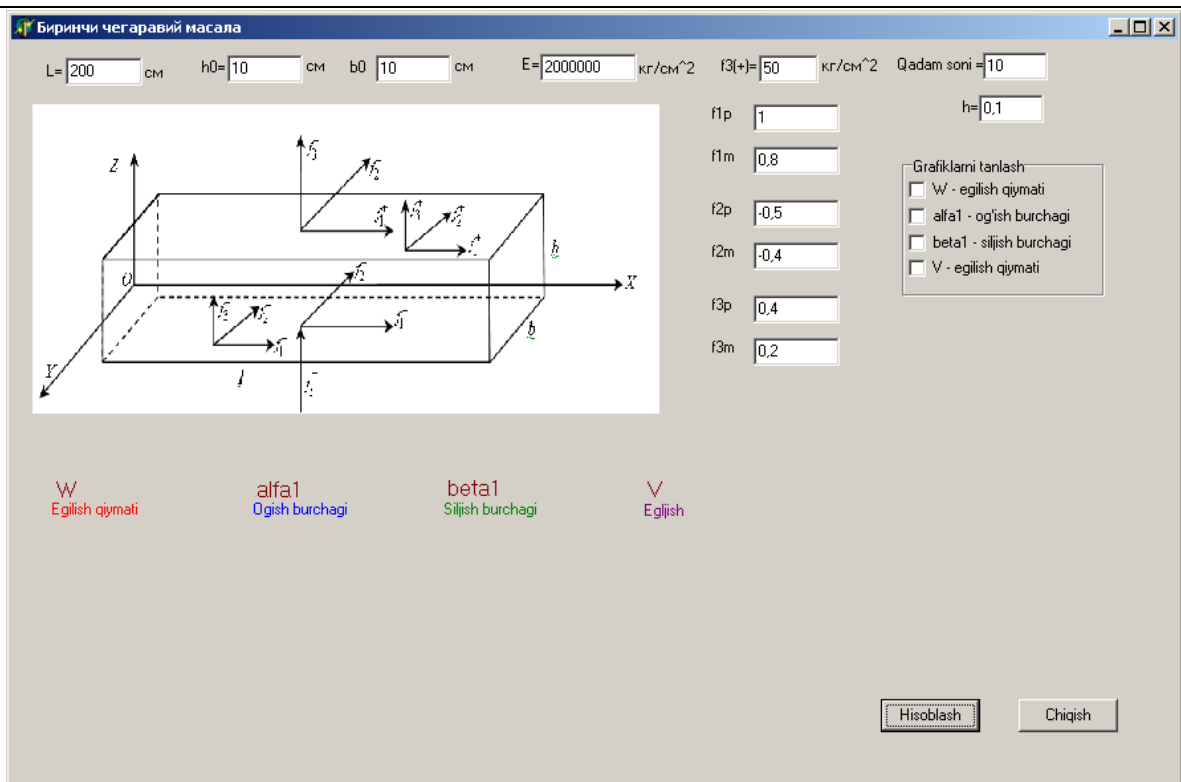 Биринчи чегаравий масала
L= 200 см h0= 10 см b0 10 см E= 2000000 кг/см^2 f3(+)= 50 кг/см^2 Qadam soni = 10
h= 0,1
f1p 1
f1m 0,8
f2p -0,5
f2m -0,4
f3p 0,4
f3m 0,2
Grafiklarni tanlash
W - egilish qiymati
alfa1 - og'ish burchagi
beta1 - siljish burchagi
V - egilish qiymati
Z
O
X
Y
h
b
l
W alfa1 beta1 V
Egilish qiymati Ogish burchagi Siljish burchagi Egljish
Hisoblash Chiqish